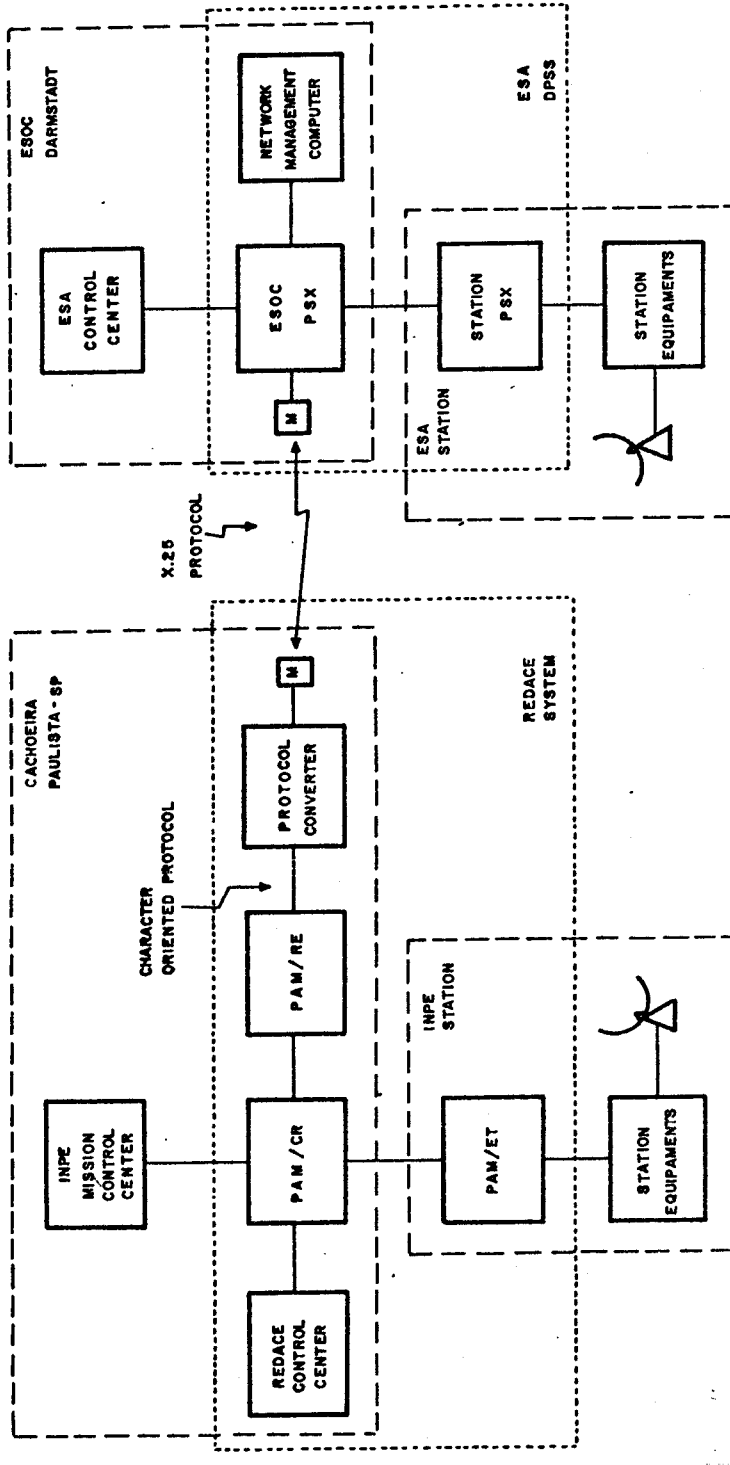 CACHOEIRA
PAULISTA-SP
INPE
MISSION
CONTROL
CENTER
CHARACTER
ORIENTED PROTOCOL
REDACE
CONTROL
CENTER
PAM/CR
PAM/RE
PROTOCOL
CONVERTER
M
INPE
STATION
PAM/ET
STATION
EQUIPAMENTS
REDACE
SYSTEM
X.25
PROTOCOL
ESOC
DARMSTADT
ESA
CONTROL
CENTER
M
ESOC
PSX
NETWORK
MANAGEMENT
COMPUTER
ESA
STATION
STATION
PSX
STATION
EQUIPAMENTS
ESA
DPSS